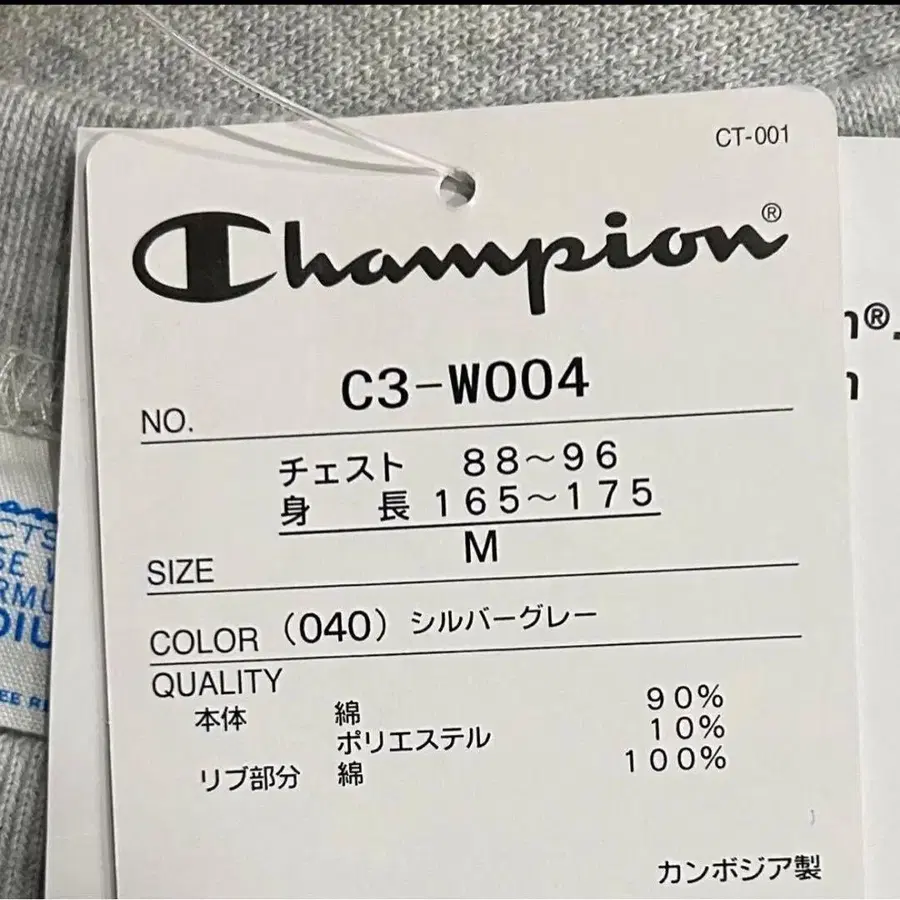 CT-001
Champion®
NO. C3-W004
チェスト 88～96
身長 165～175
SIZE M
COLOR (040) シルバーグレー
QUALITY
本体 綿 90%
ポリエステル 10%
リブ部分 綿 100%
カンボジア製